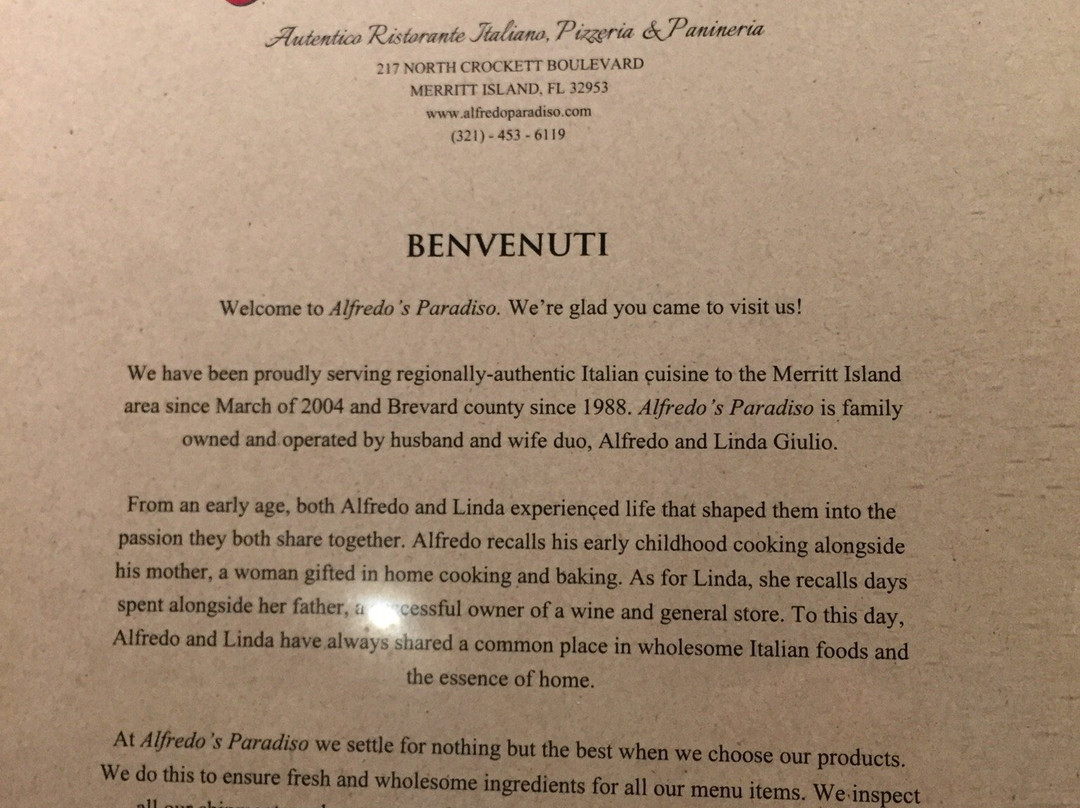 Autentico Ristorante Italiano, Pizzeria & Panineria
217 NORTH CROCKETT BOULEVARD
MERRITT ISLAND, FL 32953
www.alfredoparadiso.com
(321) - 453 - 6119
BENVENUTI
Welcome to Alfredo's Paradiso. We're glad you came to visit us!
We have been proudly serving regionally-authentic Italian cuisine to the Merritt Island
area since March of 2004 and Brevard county since 1988. Alfredo's Paradiso is family
owned and operated by husband and wife duo, Alfredo and Linda Giulio.
From an early age, both Alfredo and Linda experienced life that shaped them into the
passion they both share together. Alfredo recalls his early childhood cooking alongside
his mother, a woman gifted in home cooking and baking. As for Linda, she recalls days
spent alongside her father, a owner of a wine and general store. To this day,
Alfredo and Linda have always shared a common place in wholesome Italian foods and
the essence of home.
At Alfredo's Paradiso we settle for nothing but the best when we choose our products.
We do this to ensure fresh and wholesome ingredients for all our menu items. We inspect
all our